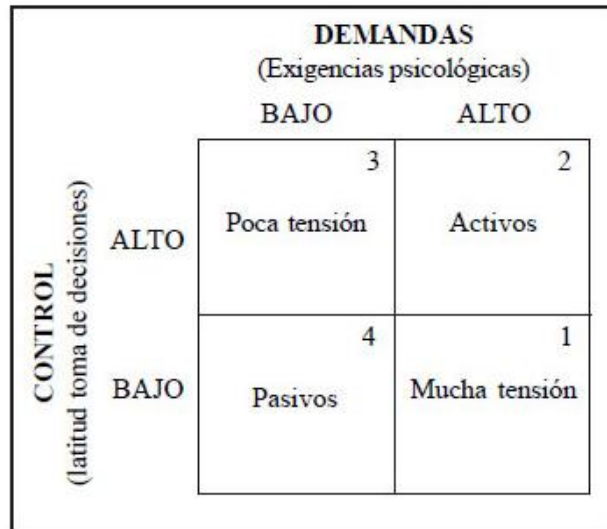 DEMANDAS
(Exigencias psicológicas)
BAJO ALTO
CONTROL
(latitud toma de decisiones)
ALTO
3
Poca tensión
2
Activos
BAJO
4
Pasivos
1
Mucha tensión